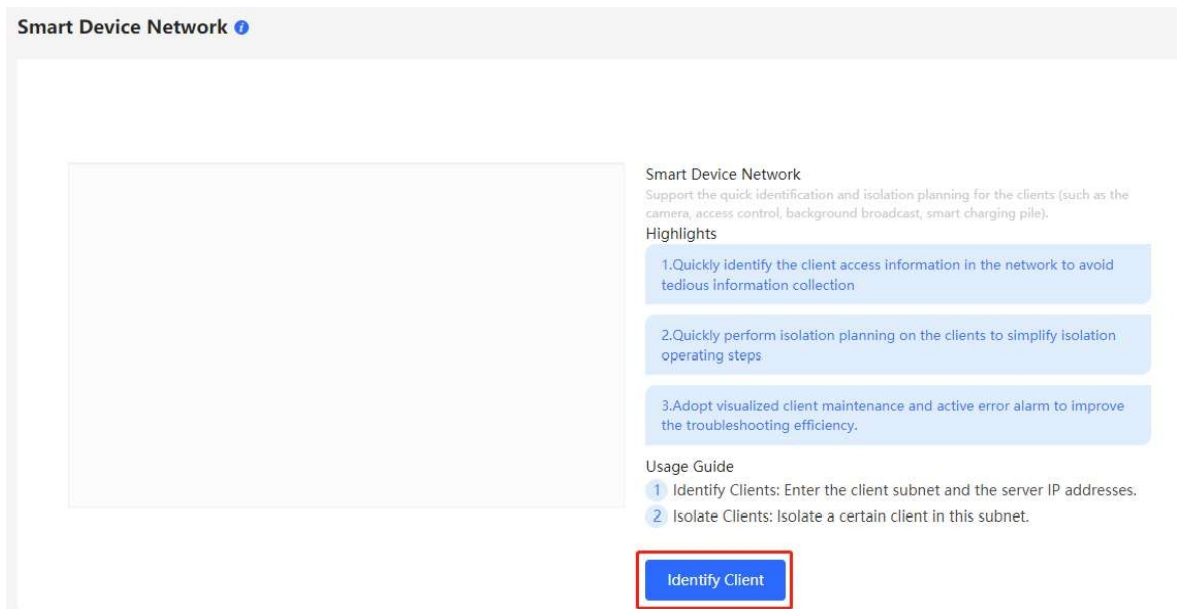 Smart Device Network
Smart Device Network
Support the quick identification and isolation planning for the clients (such as the
camera, access control, background broadcast, smart charging pile).
Highlights
1.Quickly identify the client access information in the network to avoid
tedious information collection
2.Quickly perform isolation planning on the clients to simplify isolation
operating steps
3.Adopt visualized client maintenance and active error alarm to improve
the troubleshooting efficiency.
Usage Guide
1 Identify Clients: Enter the client subnet and the server IP addresses.
2 Isolate Clients: Isolate a certain client in this subnet.
Identify Client